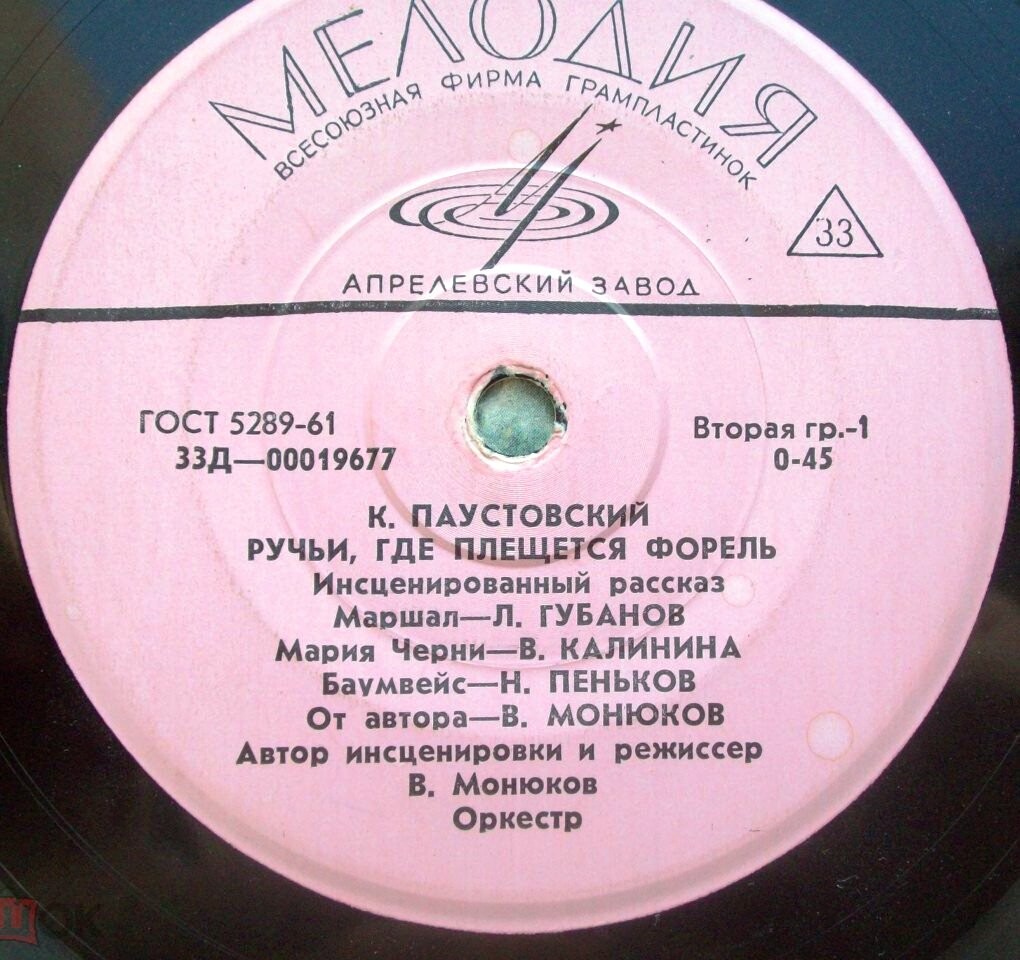 МЕЛОДИЯ
ВСЕСОЮЗНАЯ ФИРМА ГРАМПЛАСТИНОК
33
АПРЕЛЕВСКИЙ ЗАВОД
ГОСТ 5289-61
Вторая гр.-1
33Д—00019677
0-45
К. ПАУСТОВСКИЙ
РУЧЬИ, ГДЕ ПЛЕЩЕТСЯ ФОРЕЛЬ
Инсценированный рассказ
Маршал—Л. ГУБАНОВ
Мария Черни—В. КАЛИНИНА
Баумвейс—Н. ПЕНЬКОВ
От автора—В. МОНЮКОВ
Автор инсценировки и режиссер
В. Монюков
Оркестр